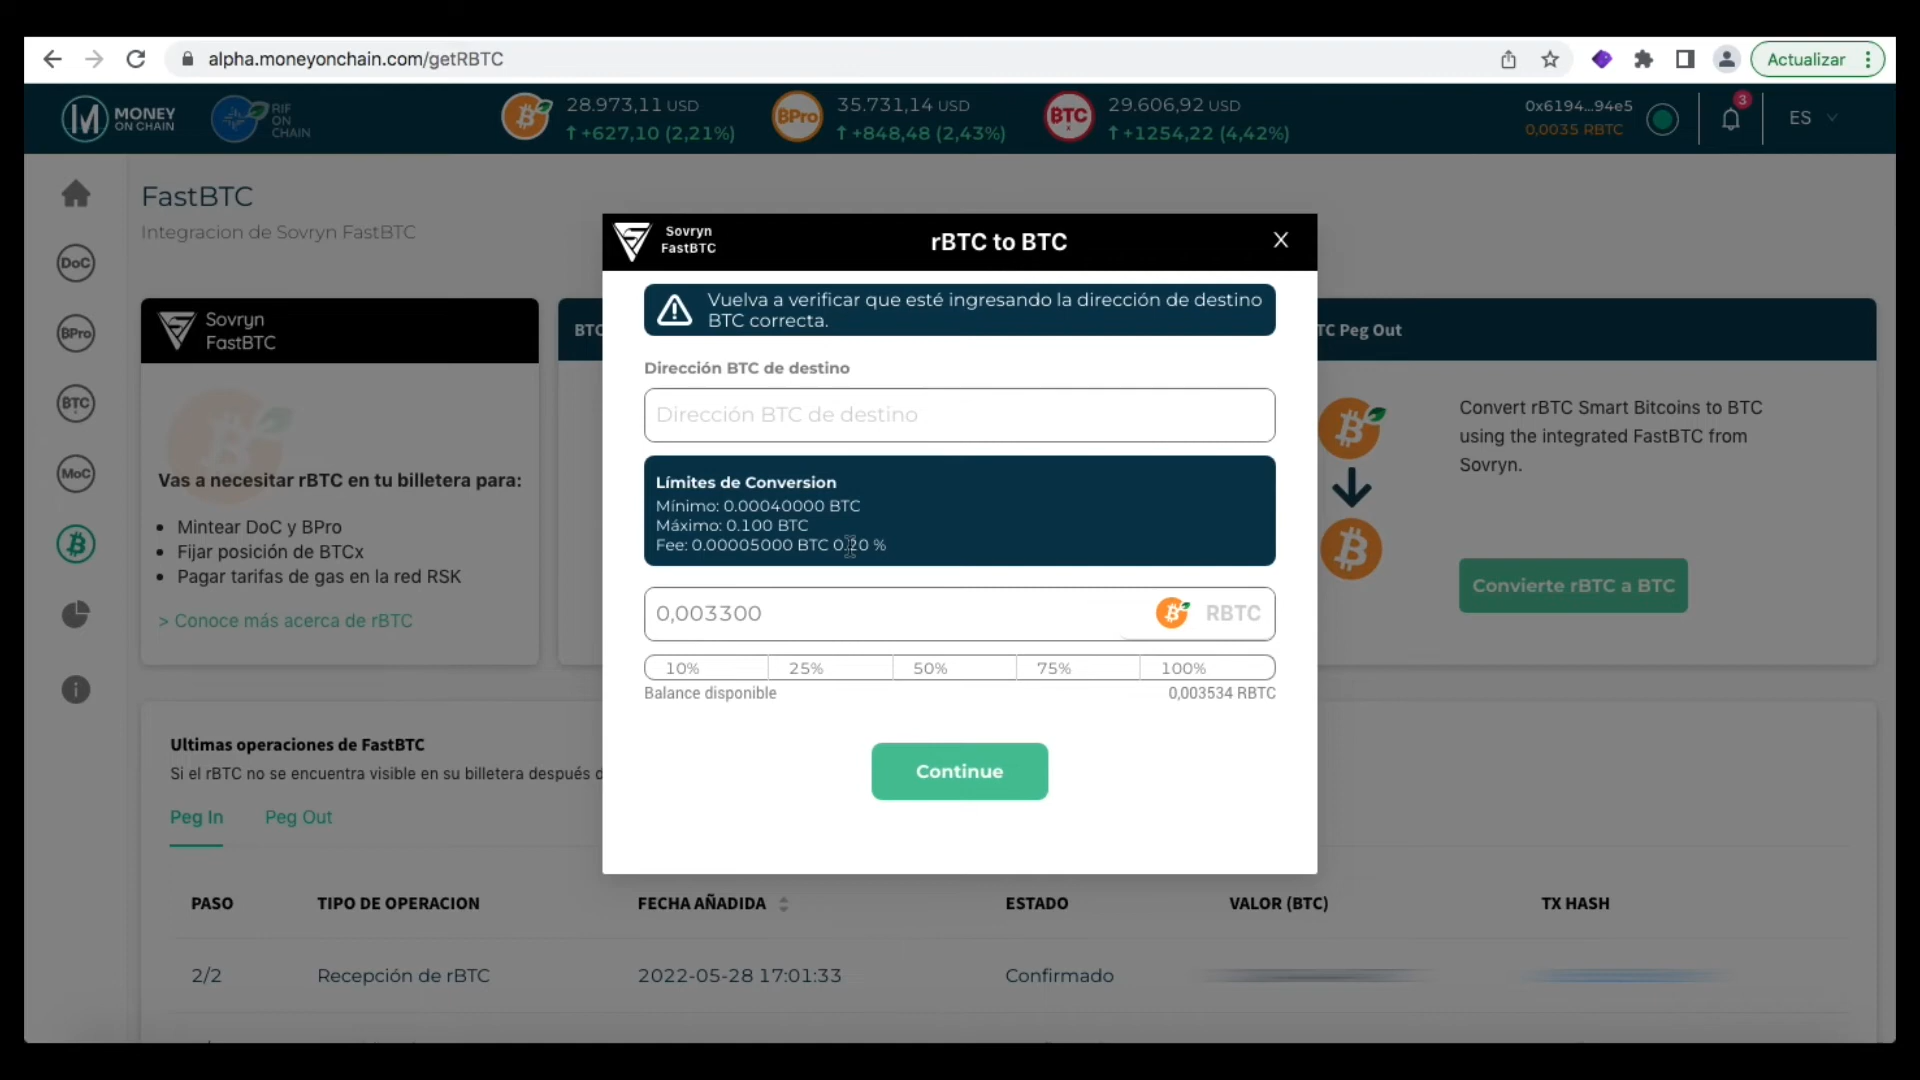 alpha.moneyonchain.com/getRBTC
Actualizar
MONEY
ON CHAIN
RIF
ON
CHAIN
28.973,11 USD
+627,10 (2,21%)
BPro
35.731,14 USD
+848,48 (2,43%)
BTC
x
29.606,92 USD
+1254,22 (4,42%)
0x6194...94e5
0,0035 RBTC
3
ES
FastBTC
Integracion de Sovryn FastBTC
DoC
BPro
BTC
MoC
Sovryn
FastBTC
Vas a necesitar rBTC en tu billetera para:
• Mintear DoC y BPro
• Fijar posición de BTCx
• Pagar tarifas de gas en la red RSK
> Conoce más acerca de rBTC
BTC
Sovryn
FastBTC
rBTC to BTC
X
Vuelva a verificar que esté ingresando la dirección de destino
BTC correcta.
Dirección BTC de destino
Dirección BTC de destino
Límites de Conversion
Mínimo: 0.00040000 BTC
Máximo: 0.100 BTC
Fee: 0.00005000 BTC 0.20 %
0,003300
RBTC
10%
25%
50%
75%
100%
Balance disponible
0,003534 RBTC
Continue
TC Peg Out
Convert rBTC Smart Bitcoins to BTC
using the integrated FastBTC from
Sovryn.
Convierte rBTC a BTC
Ultimas operaciones de FastBTC
Si el rBTC no se encuentra visible en su billetera después d
Peg In
Peg Out
PASO
TIPO DE OPERACION
FECHA AÑADIDA
ESTADO
VALOR (BTC)
TX HASH
2/2
Recepción de rBTC
2022-05-28 17:01:33
Confirmado